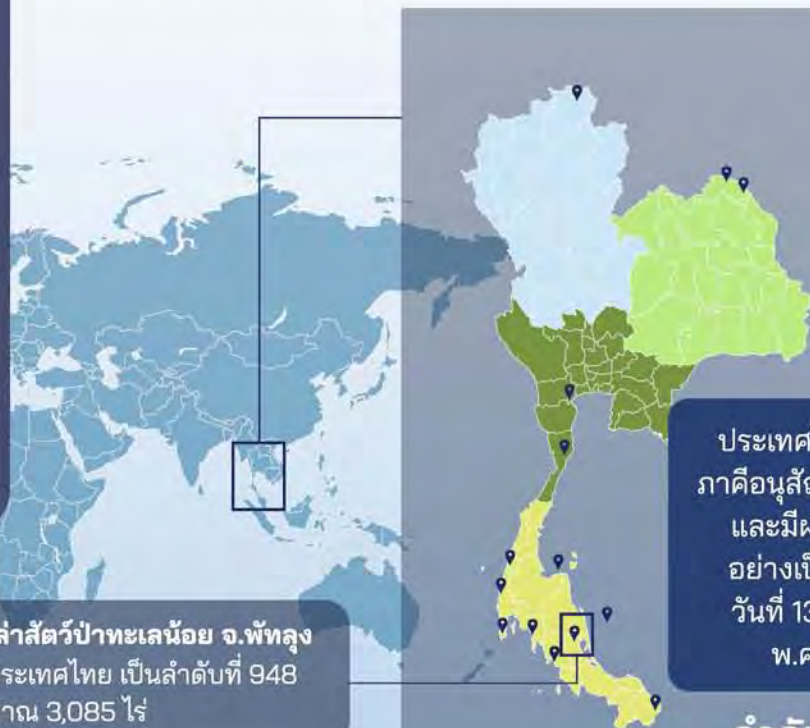 ล่าสัตว์ป่าทะเลน้อย จ.พัทลุง
ระเทศไทย เป็นลำดับที่ 948
าณ 3,085 ไร่
ประเทศ
ภาคีอนุสัญ
และมีผ
อย่างเป็
วันที่ 13
พ.ศ